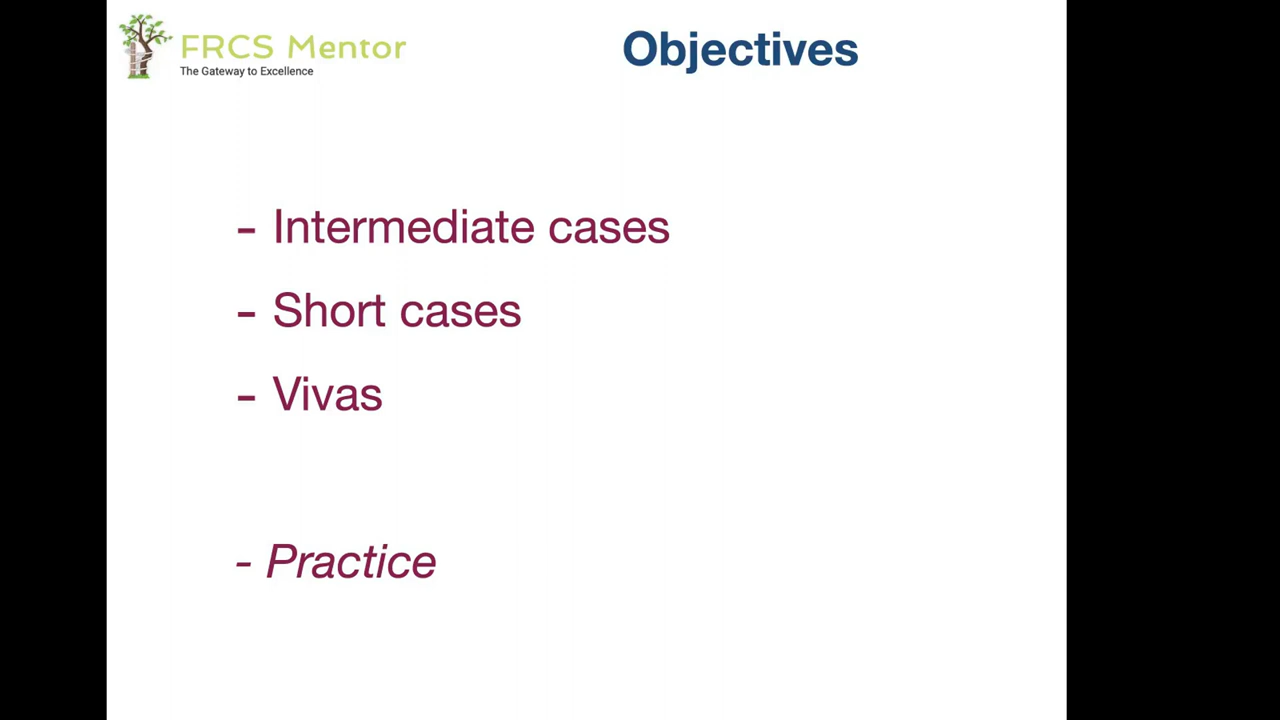 FRCS Mentor
The Gateway to Excellence
Objectives
- Intermediate cases
- Short cases
- Vivas
- Practice